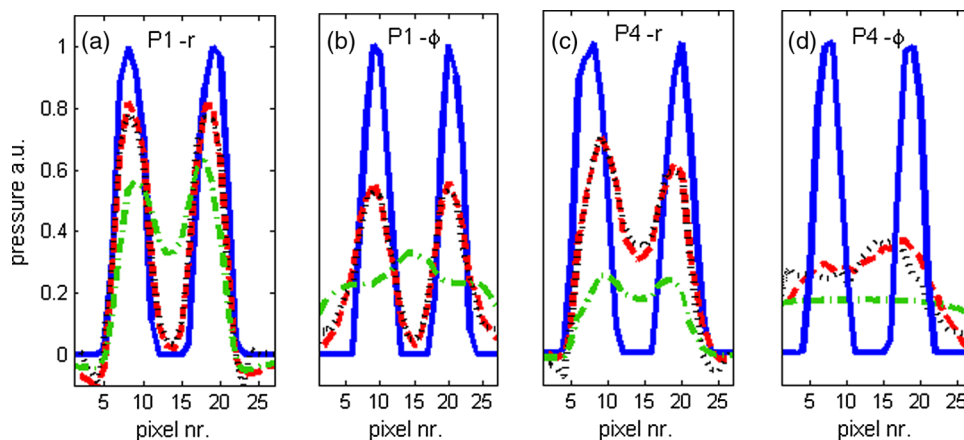 (a) P1 -r
(b) P1 -ϕ
(c) P4 -r
(d) P4 -ϕ
pressure a.u.
1
0.8
0.6
0.4
0.2
0
5 10 15 20 25
5 10 15 20 25
5 10 15 20 25
5 10 15 20 25
pixel nr.
pixel nr.
pixel nr.
pixel nr.